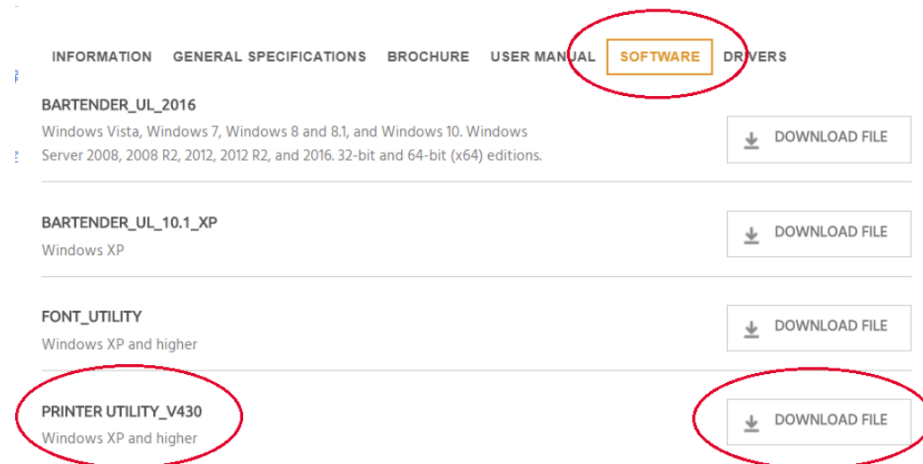 INFORMATION GENERAL SPECIFICATIONS BROCHURE USER MANUAL SOFTWARE DRIVERS
BARTENDER_UL_2016
Windows Vista, Windows 7, Windows 8 and 8.1, and Windows 10. Windows
Server 2008, 2008 R2, 2012, 2012 R2, and 2016. 32-bit and 64-bit (x64) editions.
DOWNLOAD FILE
BARTENDER_UL_10.1_XP
Windows XP
DOWNLOAD FILE
FONT_UTILITY
Windows XP and higher
DOWNLOAD FILE
PRINTER UTILITY_V430
Windows XP and higher
DOWNLOAD FILE